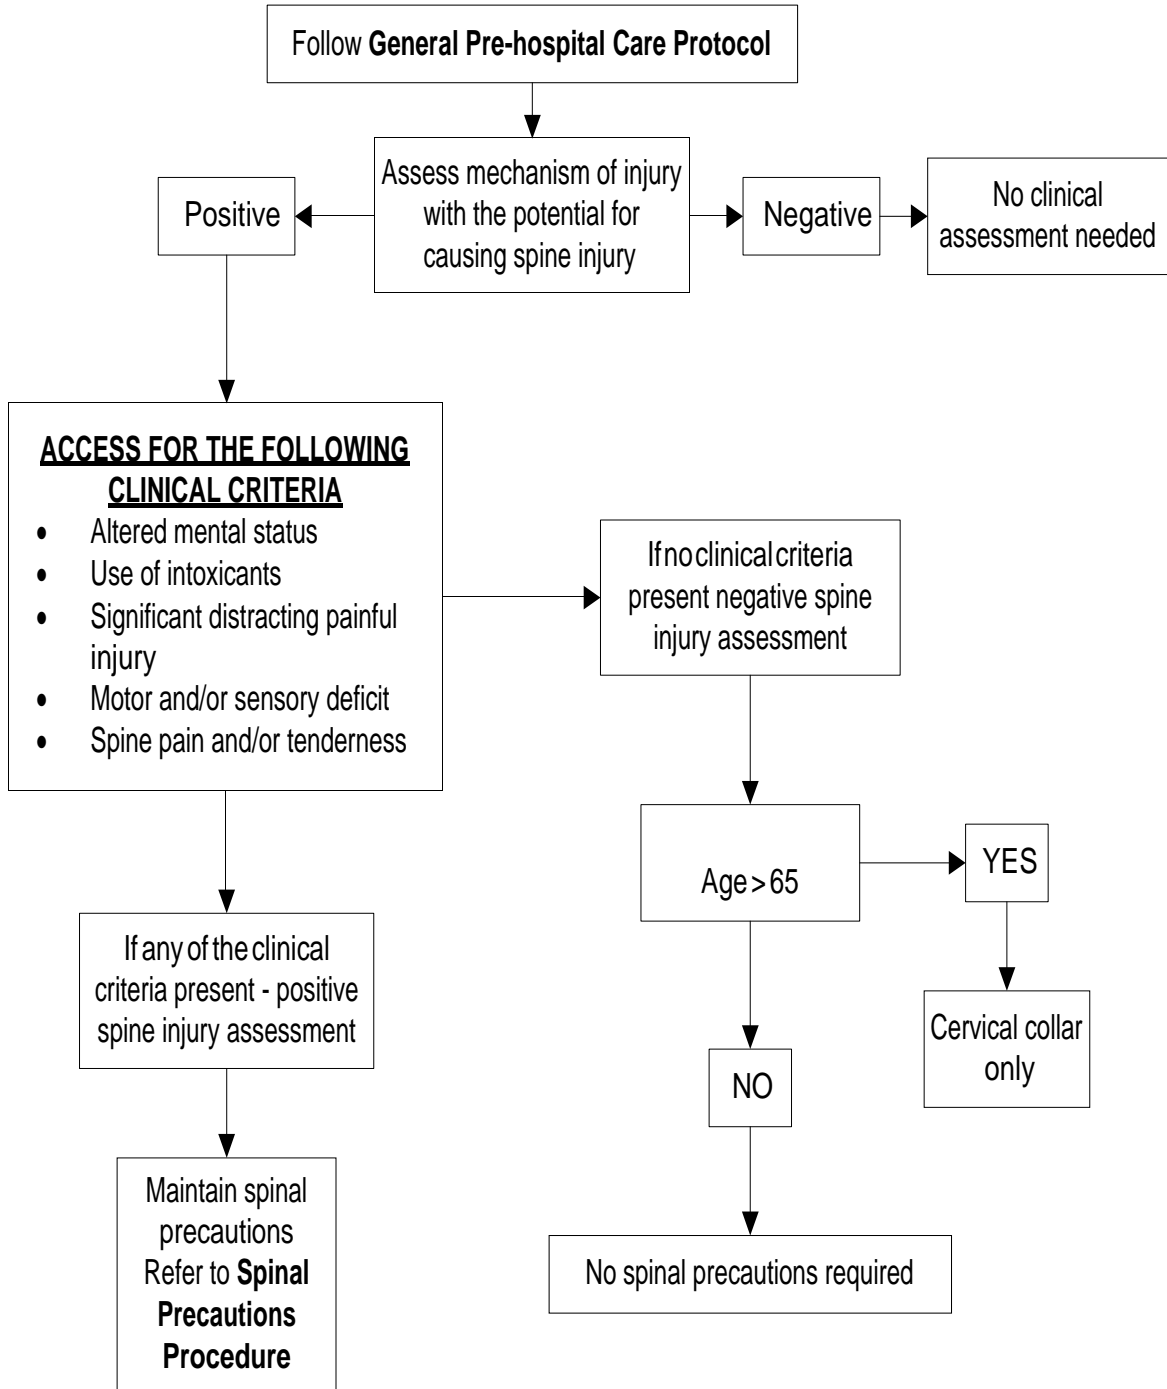 Follow General Pre-hospital Care Protocol
Assess mechanism of injury
with the potential for
causing spine injury
Positive
Negative
No clinical
assessment needed
ACCESS FOR THE FOLLOWING
CLINICAL CRITERIA
• Altered mental status
• Use of intoxicants
• Significant distracting painful
injury
• Motor and/or sensory deficit
• Spine pain and/or tenderness
If no clinical criteria
present negative spine
injury assessment
Age > 65
YES
Cervical collar
only
If any of the clinical
criteria present - positive
spine injury assessment
NO
Maintain spinal
precautions
Refer to Spinal
Precautions
Procedure
No spinal precautions required